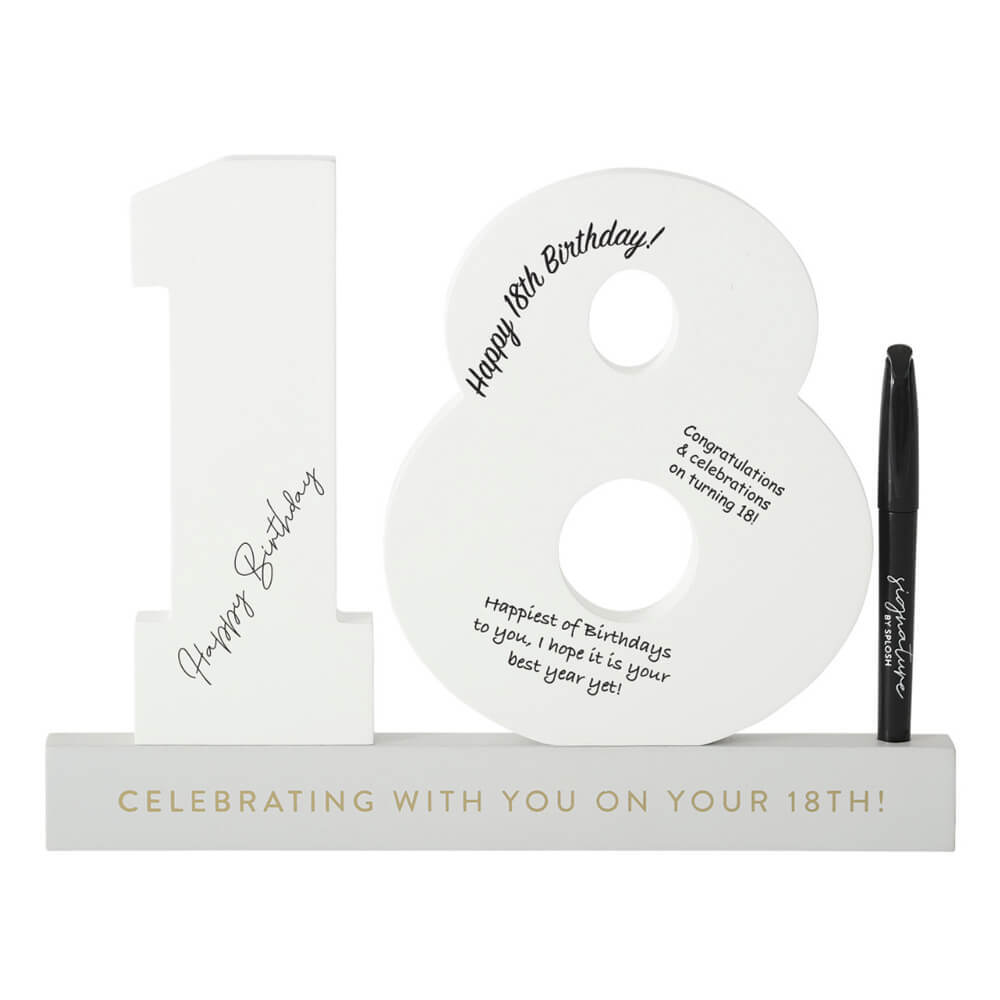 18
Happy Birthday
Happy 18th Birthday!
Congratulations
& celebrations
on turning 18!
Happiest of Birthdays
to you, I hope it is your
best year yet!
signature
BY SPLOSH
CELEBRATING WITH YOU ON YOUR 18TH!